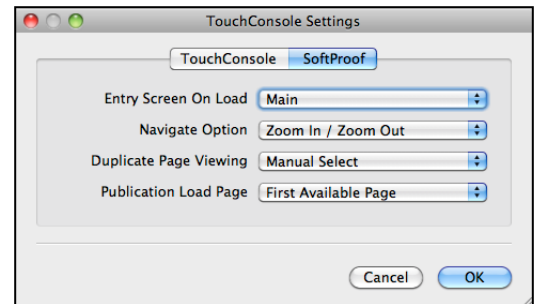 TouchConsole Settings
TouchConsole SoftProof
Entry Screen On Load Main
Navigate Option Zoom In / Zoom Out
Duplicate Page Viewing Manual Select
Publication Load Page First Available Page
Cancel OK